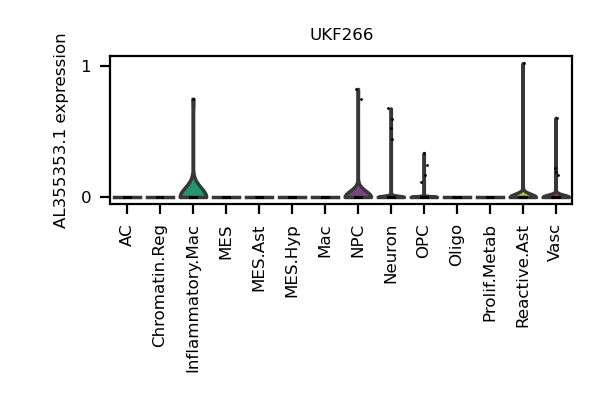 UKF266
AL355353.1 expression
1
0
AC
Chromatin.Reg
Inflammatory.Mac
MES
MES.Ast
MES.Hyp
Mac
NPC
Neuron
OPC
Oligo
Prolif.Metab
Reactive.Ast
Vasc